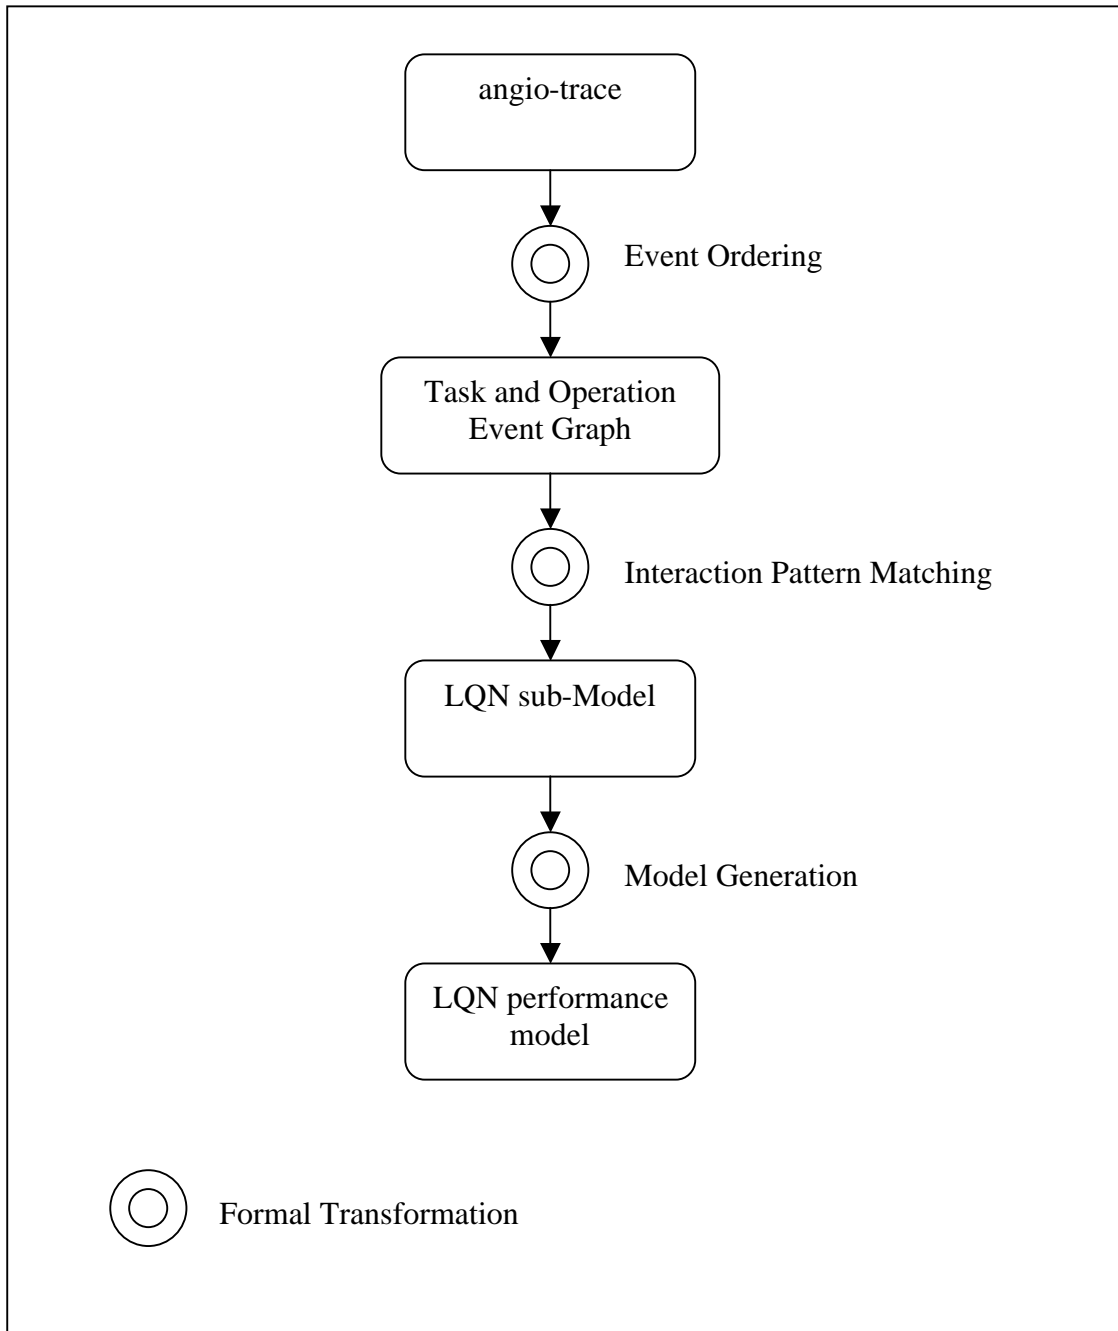 angio-trace
Event Ordering
Task and Operation
Event Graph
Interaction Pattern Matching
LQN sub-Model
Model Generation
LQN performance
model
Formal Transformation